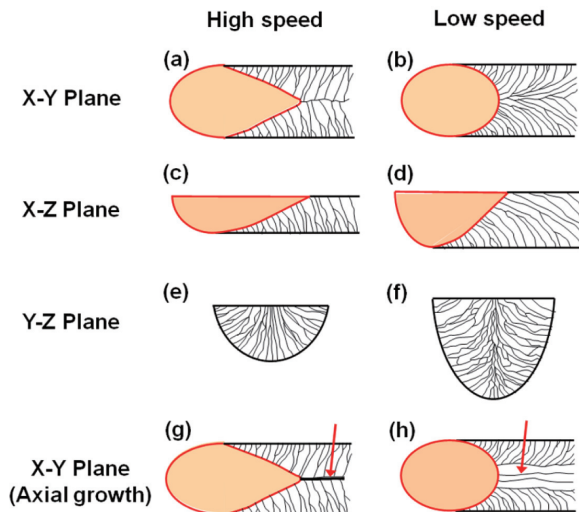 High speed
Low speed
(a)
(b)
X-Y Plane
(c)
(d)
X-Z Plane
(e)
(f)
Y-Z Plane
(g)
(h)
X-Y Plane
(Axial growth)